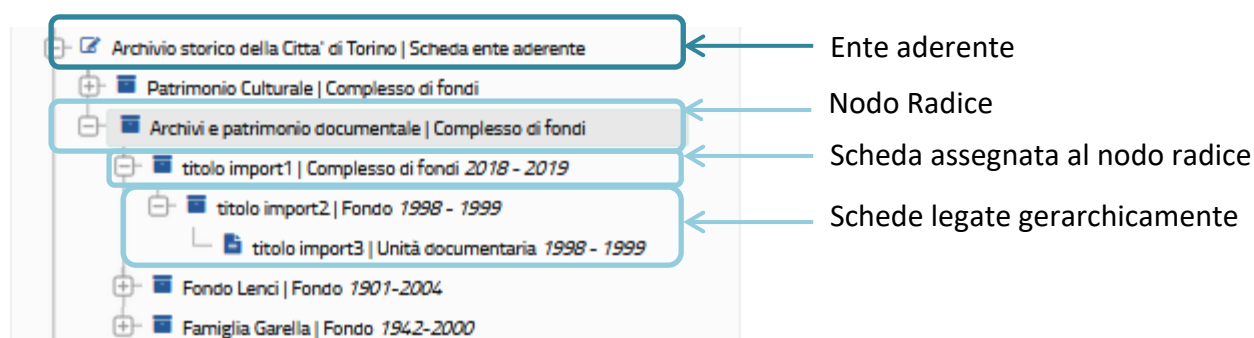 Archivio storico della Citta' di Torino | Scheda ente aderente
Ente aderente
Patrimonio Culturale | Complesso di fondi
Nodo Radice
Archivi e patrimonio documentale | Complesso di fondi
Scheda assegnata al nodo radice
titolo import1 | Complesso di fondi 2018 - 2019
titolo import2 | Fondo 1998 - 1999
Schede legate gerarchicamente
titolo import3 | Unità documentaria 1998 - 1999
Fondo Lenci | Fondo 1901-2004
Famiglia Garella | Fondo 1942-2000